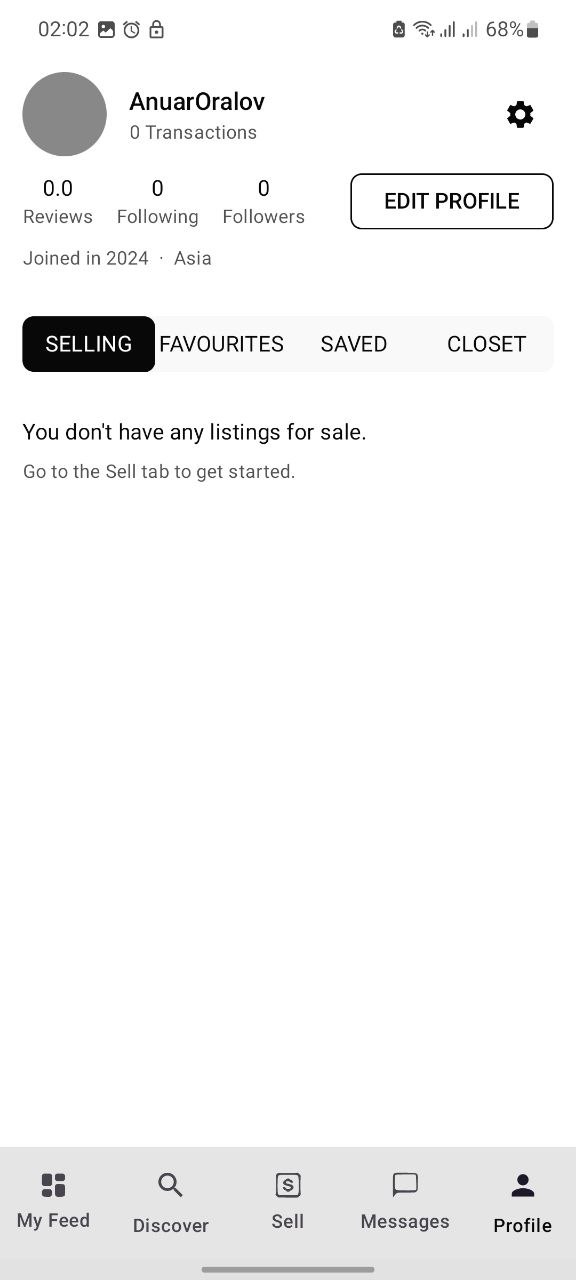 02:02 68%
AnuarOralov
0 Transactions
0.0 0 0
Reviews Following Followers
EDIT PROFILE
Joined in 2024 · Asia
SELLING FAVOURITES SAVED CLOSET
You don't have any listings for sale.
Go to the Sell tab to get started.
My Feed Discover Sell Messages Profile